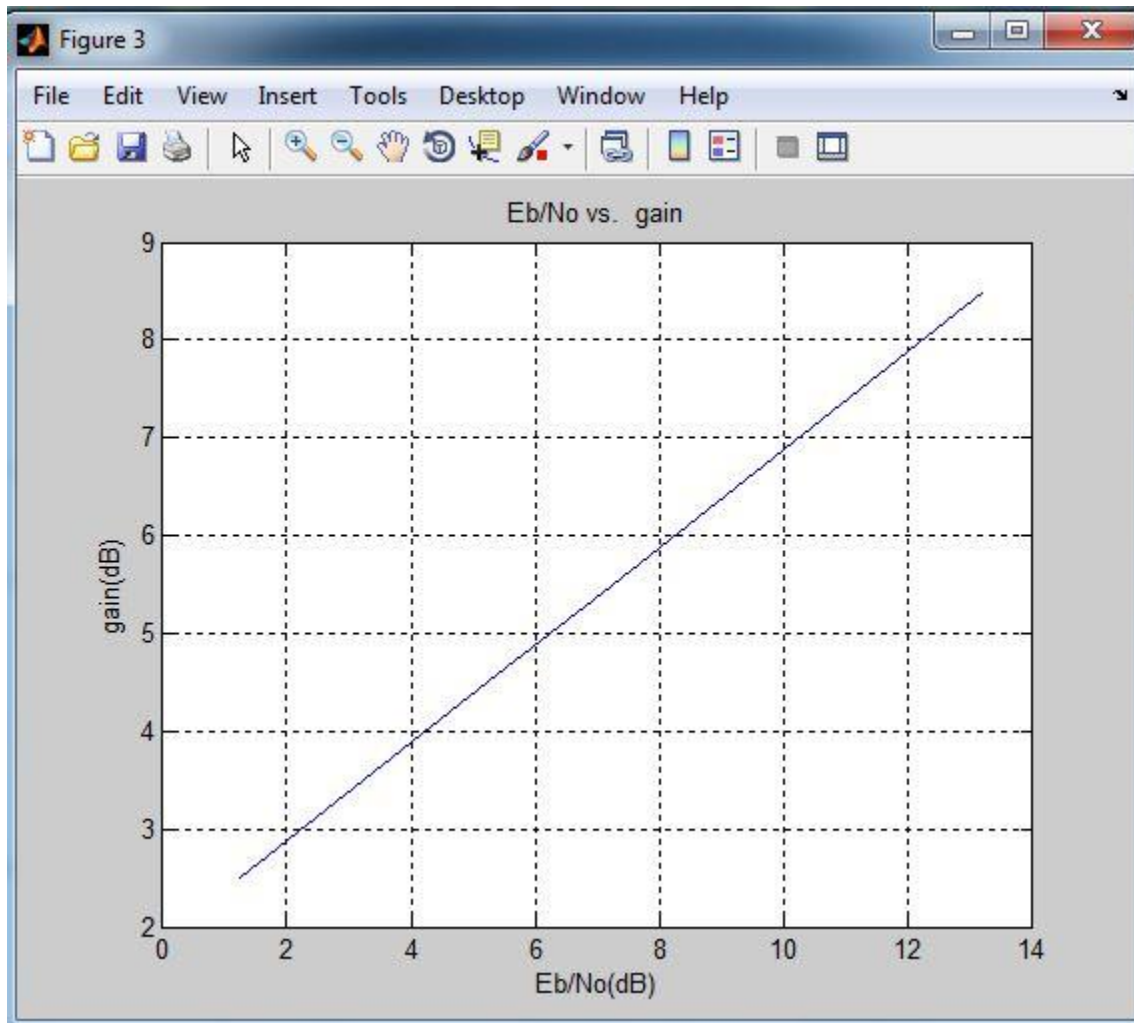 Figure 3
File Edit View Insert Tools Desktop Window Help
Eb/No vs. gain
9
8
7
6
5
4
3
2
gain(dB)
0 2 4 6 8 10 12 14
Eb/No(dB)